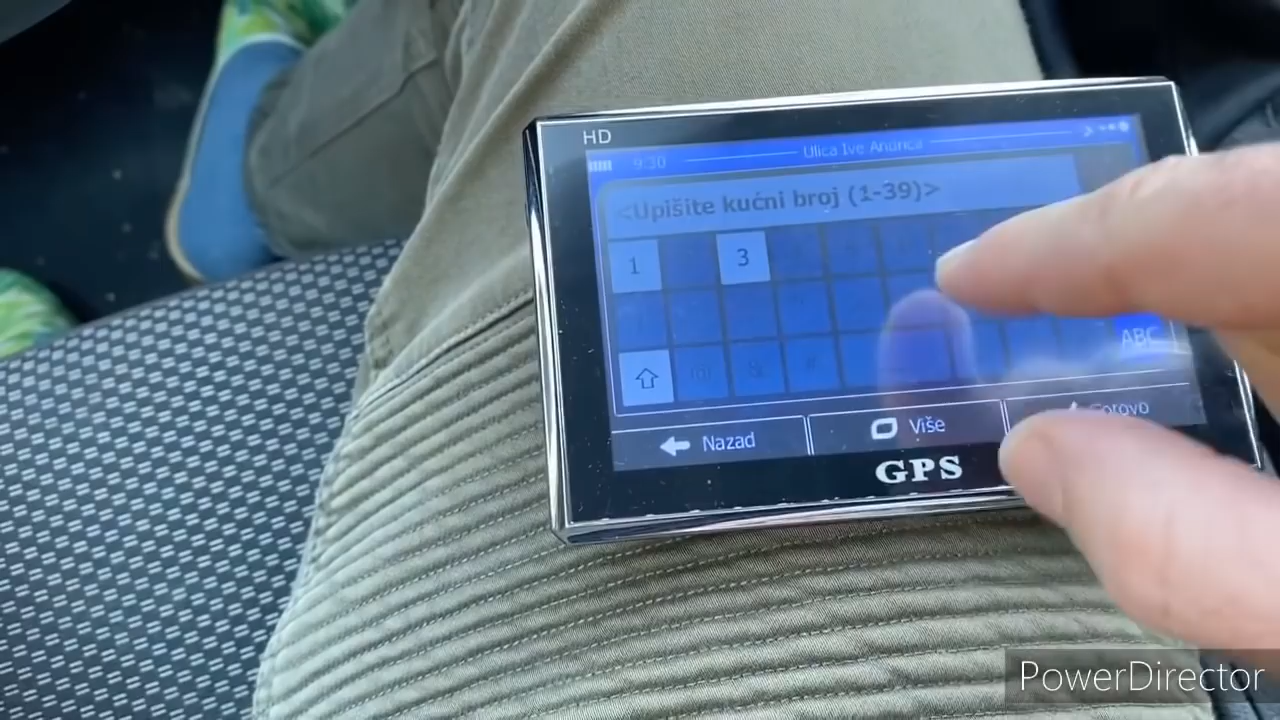 HD
9:30 Ulica Ive Andrića
<Upišite kućni broj (1-39)>
1 3
@ & #
ABC
Nazad Više Gotovo
GPS
PowerDirector